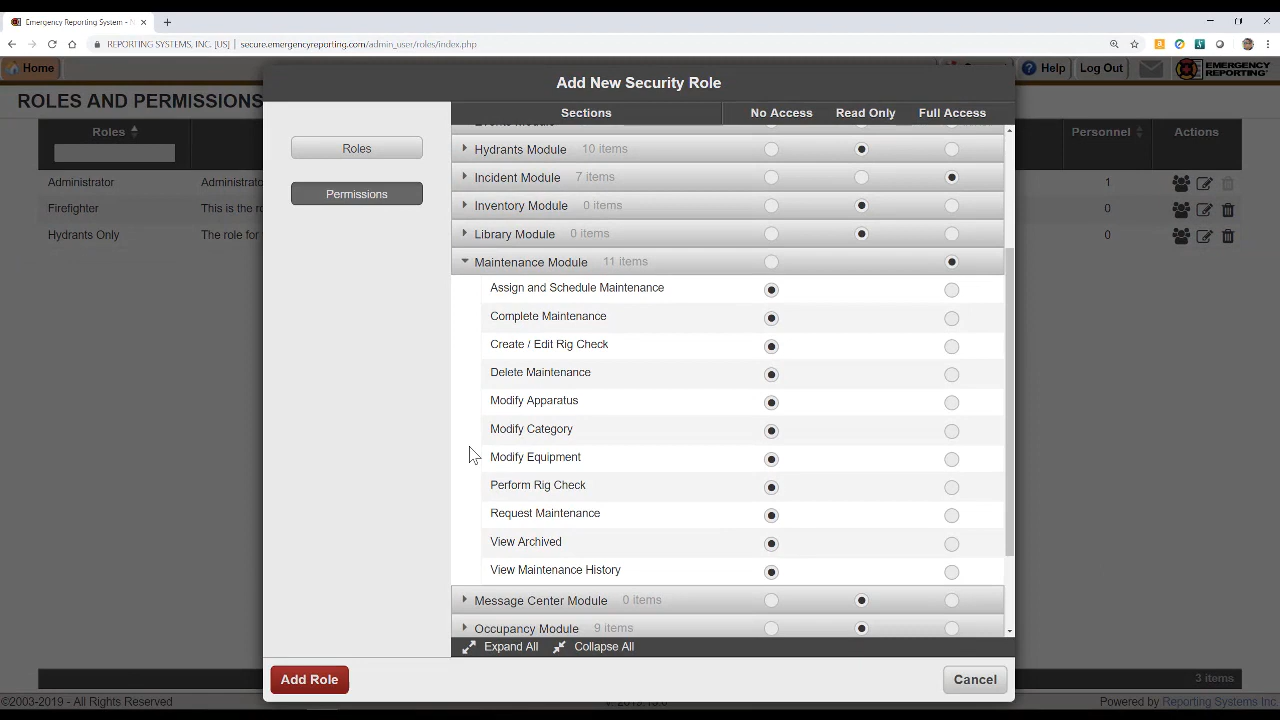 Emergency Reporting System - N
REPORTING SYSTEMS, INC. [US] secure.emergencyreporting.com/admin_user/roles/index.php
Home
Help
Log Out
EMERGENCY
REPORTING
ROLES AND PERMISSIONS
Add New Security Role
Roles
Personnel
Actions
Administrator
Administrato
1
Firefighter
This is the ro
0
Hydrants Only
The role for
0
Roles
Permissions
Sections
No Access
Read Only
Full Access
Events Module
Hydrants Module 10 items
Incident Module 7 items
Inventory Module 0 items
Library Module 0 items
Maintenance Module 11 items
Assign and Schedule Maintenance
Complete Maintenance
Create / Edit Rig Check
Delete Maintenance
Modify Apparatus
Modify Category
Modify Equipment
Perform Rig Check
Request Maintenance
View Archived
View Maintenance History
Message Center Module 0 items
Occupancy Module 9 items
Expand All
Collapse All
Add Role
Cancel
3 items
©2003-2019 - All Rights Reserved
Powered by Reporting Systems Inc